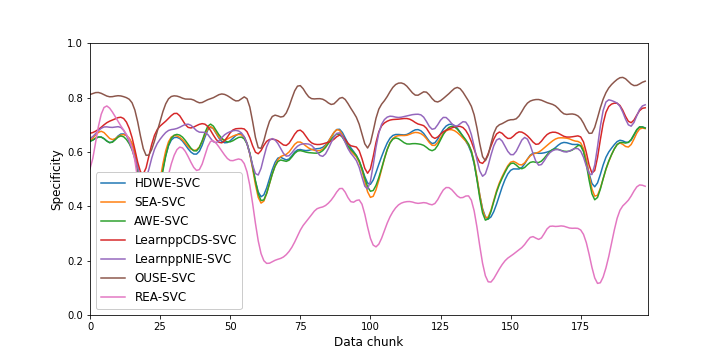 1.0
0.8
0.6
0.4
0.2
0.0
Specificity
HDWE-SVC
SEA-SVC
AWE-SVC
LearnppCDS-SVC
LearnppNIE-SVC
OUSE-SVC
REA-SVC
0 25 50 75 100 125 150 175
Data chunk